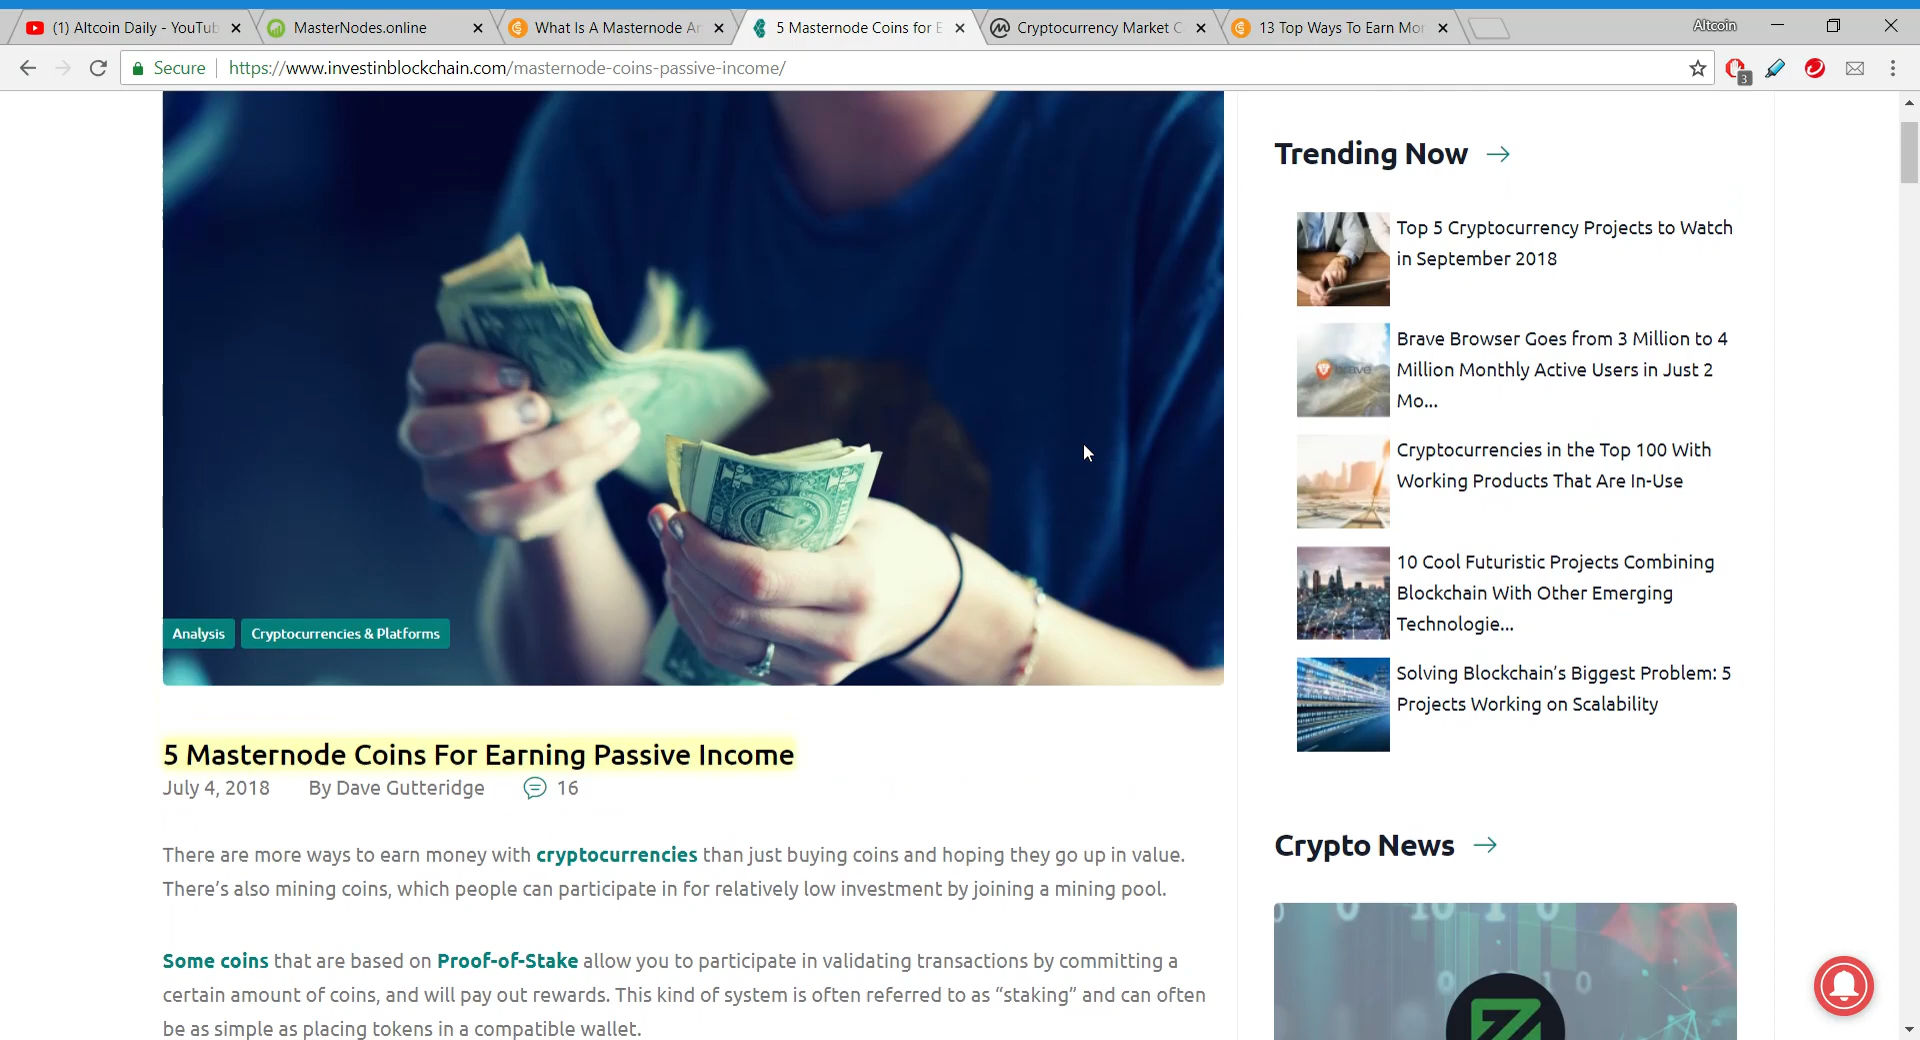 (1) Altcoin Daily - YouTub
MasterNodes.online
What Is A Masternode An
5 Masternode Coins for E
Cryptocurrency Market C
13 Top Ways To Earn Mon
Altcoin
Secure
https://www.investinblockchain.com/masternode-coins-passive-income/
3
Analysis
Cryptocurrencies & Platforms
5 Masternode Coins For Earning Passive Income
July 4, 2018 By Dave Gutteridge 16
There are more ways to earn money with cryptocurrencies than just buying coins and hoping they go up in value.
There's also mining coins, which people can participate in for relatively low investment by joining a mining pool.
Some coins that are based on Proof-of-Stake allow you to participate in validating transactions by committing a
certain amount of coins, and will pay out rewards. This kind of system is often referred to as “staking” and can often
be as simple as placing tokens in a compatible wallet.
Trending Now
Top 5 Cryptocurrency Projects to Watch
in September 2018
Brave Browser Goes from 3 Million to 4
Million Monthly Active Users in Just 2
Mo...
Cryptocurrencies in the Top 100 With
Working Products That Are In-Use
10 Cool Futuristic Projects Combining
Blockchain With Other Emerging
Technologie...
Solving Blockchain’s Biggest Problem: 5
Projects Working on Scalability
Crypto News